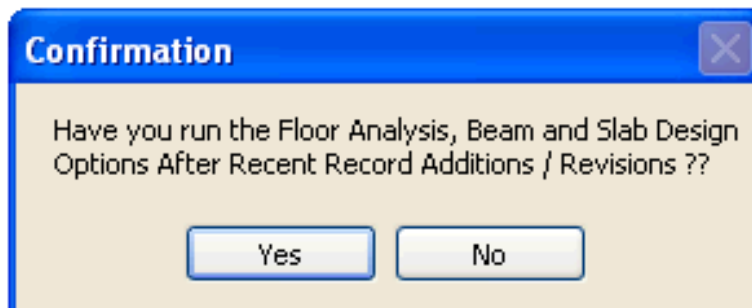 Confirmation
Have you run the Floor Analysis, Beam and Slab Design
Options After Recent Record Additions / Revisions ??
Yes No